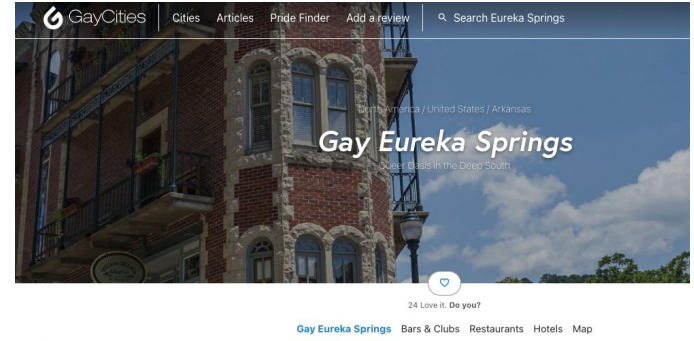 GayCities Cities Articles Pride Finder Add a review Search Eureka Springs
North America / United States / Arkansas
Gay Eureka Springs
Queer Oasis in the Deep South
24 Love it. Do you?
Gay Eureka Springs Bars & Clubs Restaurants Hotels Map